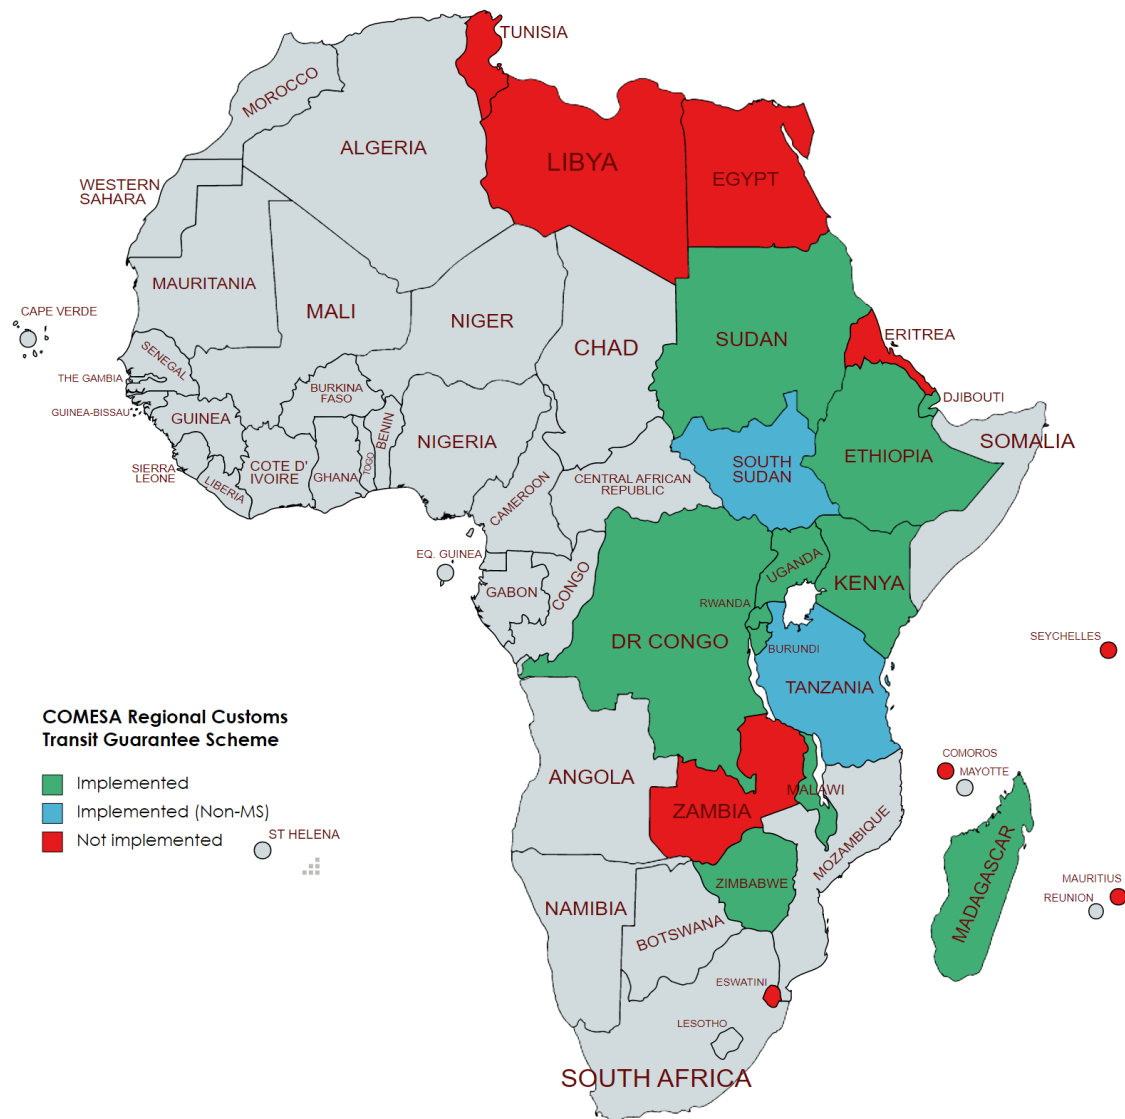 TUNISIA
MOROCCO
ALGERIA
LIBYA
EGYPT
WESTERN
SAHARA
MAURITANIA
MALI
NIGER
CHAD
SUDAN
ERITREA
CAPE VERDE
SENEGAL
THE GAMBIA
GUINEA-BISSAU
GUINEA
BURKINA
FASO
BENIN
NIGERIA
DJIBOUTI
SOMALIA
ETHIOPIA
SOUTH
SUDAN
SIERRA
LEONE
LIBERIA
COTE D'
IVOIRE
GHANA
TOGO
CAMEROON
CENTRAL AFRICAN
REPUBLIC
EQ. GUINEA
GABON
CONGO
UGANDA
KENYA
RWANDA
DR CONGO
BURUNDI
SEYCHELLES
TANZANIA
COMESA Regional Customs
Transit Guarantee Scheme
Implemented
Implemented (Non-MS)
Not implemented
ST HELENA
ANGOLA
ZAMBIA
MALAWI
COMOROS
MAYOTTE
MOZAMBIQUE
MADAGASCAR
MAURITIUS
REUNION
ZIMBABWE
NAMIBIA
BOTSWANA
ESWATINI
LESOTHO
SOUTH AFRICA